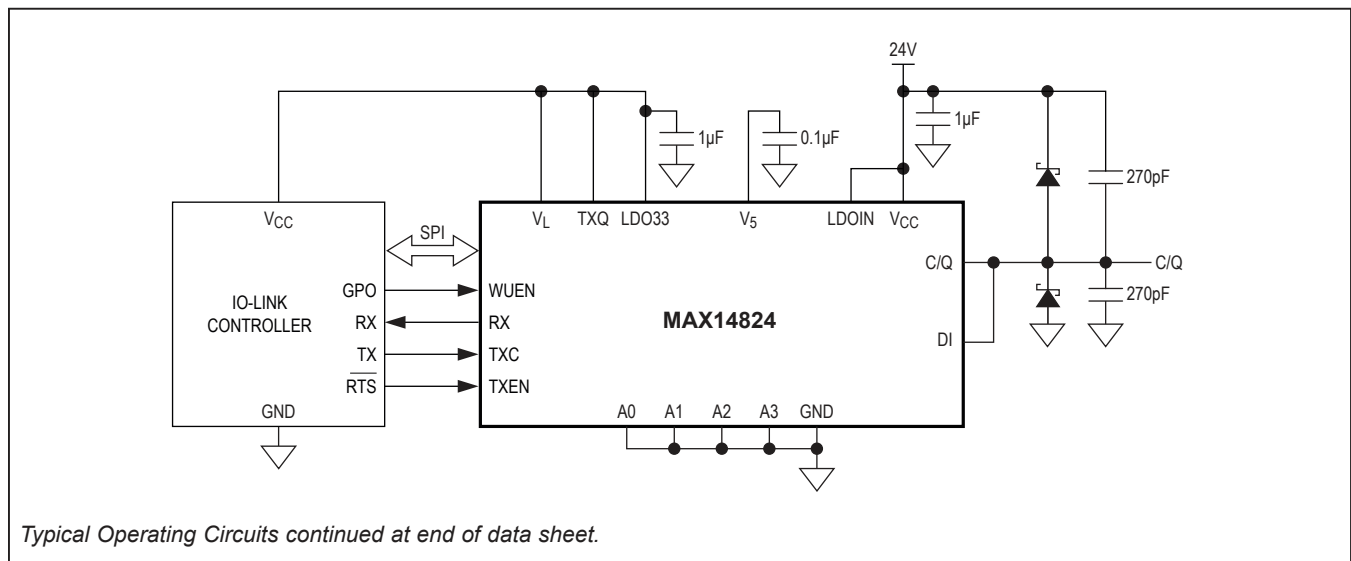 24V
1µF
0.1µF
1µF
270pF
VCC
VL
TXQ
LDO33
V5
LDOIN
VCC
SPI
C/Q
C/Q
GPO
WUEN
270pF
IO-LINK
CONTROLLER
MAX14824
RX
RX
DI
TX
TXC
RTS
TXEN
GND
A0
A1
A2
A3
GND
Typical Operating Circuits continued at end of data sheet.